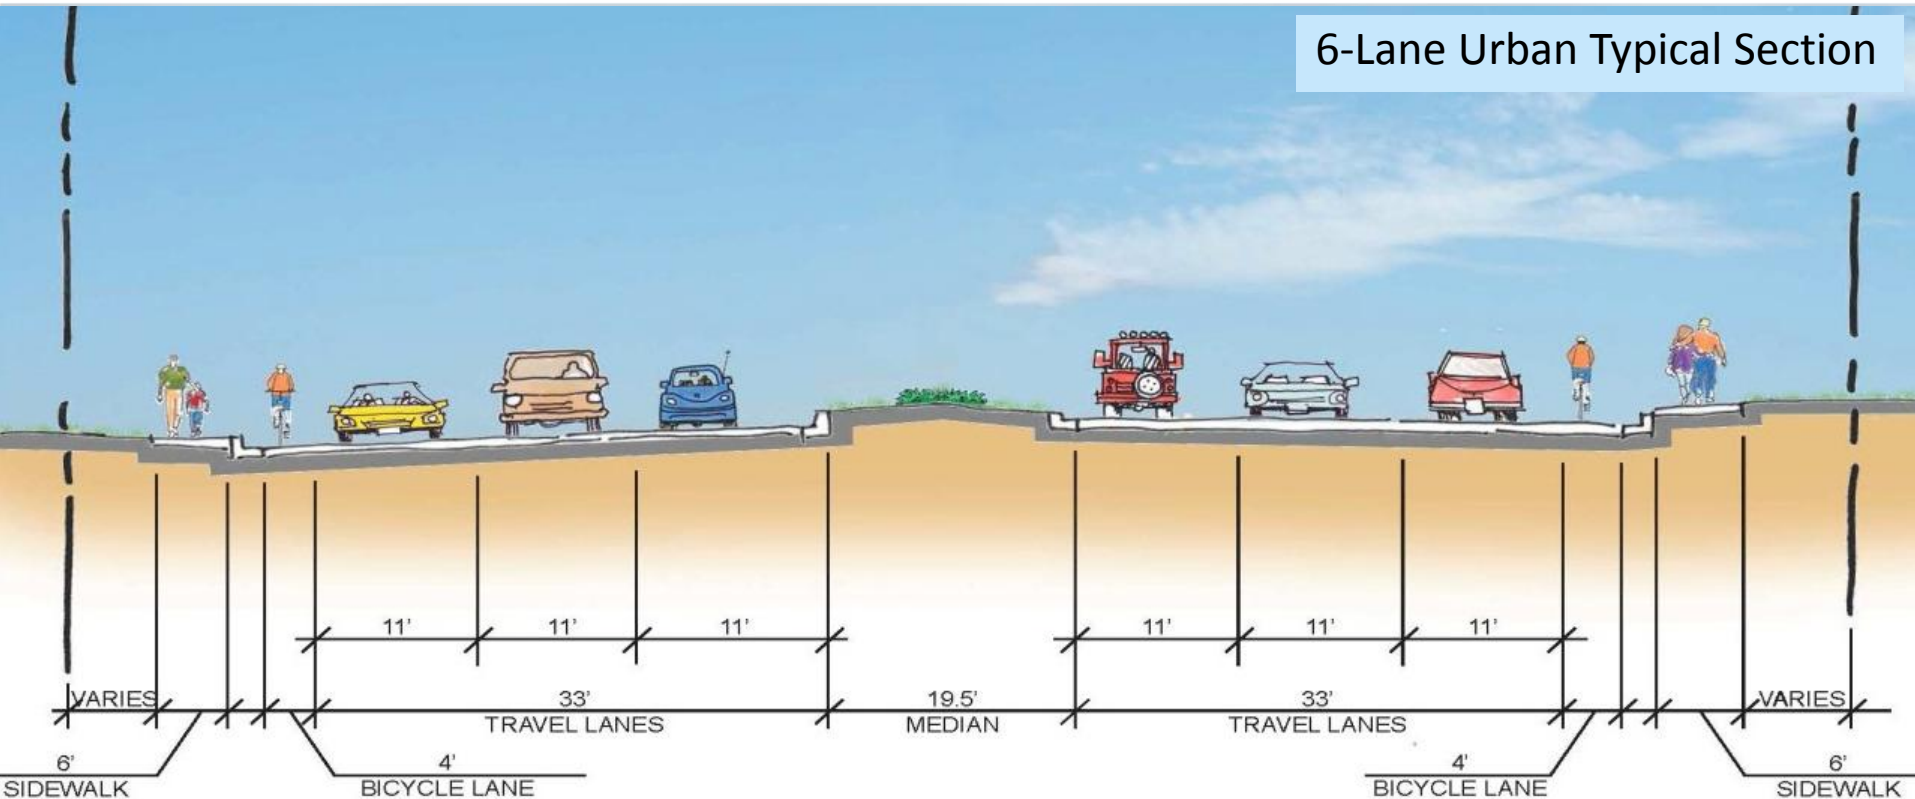 6-Lane Urban Typical Section
11' 11' 11' 11' 11' 11'
VARIES 33' 19.5' 33' VARIES
TRAVEL LANES MEDIAN TRAVEL LANES
6' 4' 4' 6'
SIDEWALK BICYCLE LANE BICYCLE LANE SIDEWALK